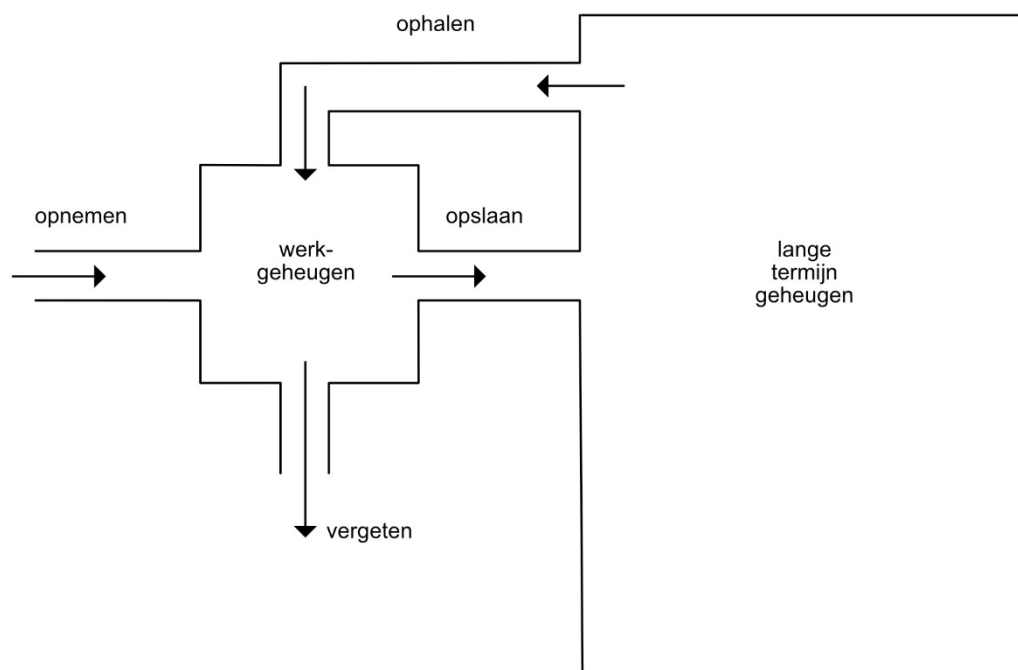 ophalen
opnemen
opslaan
werk-
geheugen
lange
termijn
geheugen
vergeten